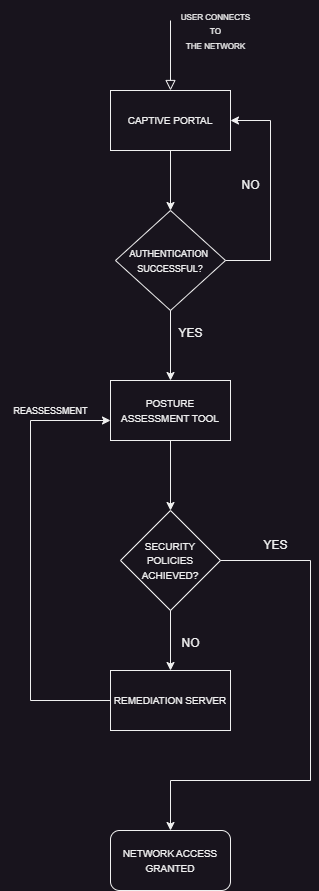 USER CONNECTS
TO
THE NETWORK
CAPTIVE PORTAL
NO
AUTHENTICATION
SUCCESSFUL?
YES
POSTURE
ASSESSMENT TOOL
REASSESSMENT
SECURITY
POLICIES
ACHIEVED?
YES
NO
REMEDIATION SERVER
NETWORK ACCESS
GRANTED